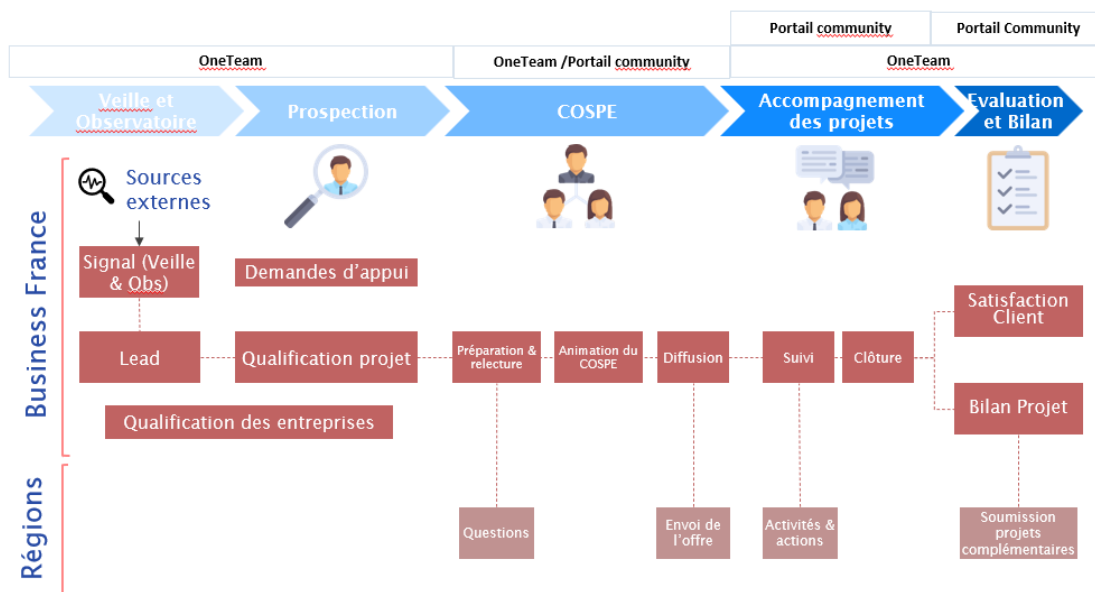 Portail community
Portail Community
OneTeam
OneTeam /Portail community
OneTeam
Veille et
Observatoire
Prospection
COSPE
Accompagnement
des projets
Evaluation
et Bilan
Business France
Sources
externes
Signal (Veille
& Obs)
Demandes d’appui
Lead
Qualification projet
Préparation &
relecture
Animation du
COSPE
Diffusion
Suivi
Clôture
Satisfaction
Client
Bilan Projet
Qualification des entreprises
Régions
Questions
Envoi de
l’offre
Activités &
actions
Soumission
projets
complémentaires